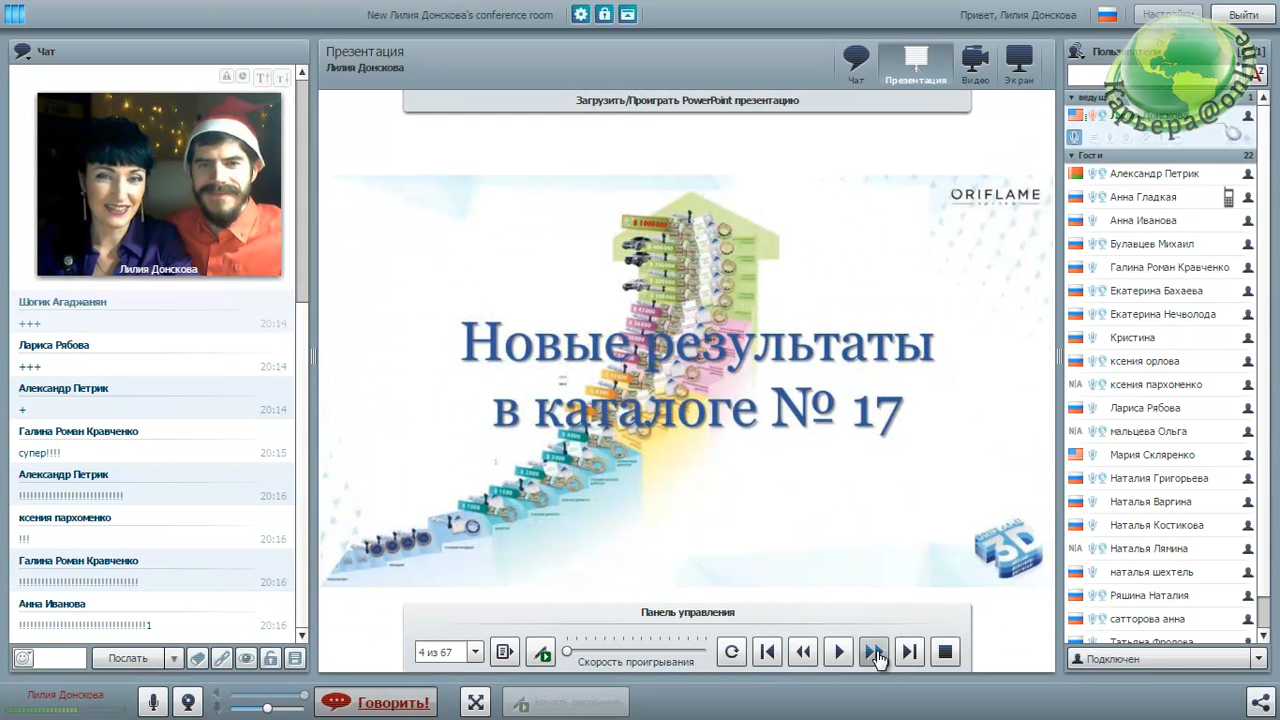 New Лилия Донскова's conference room
Привет, Лилия Донскова
Настройки
Выйти
Чат
Лилия Донскова
Шогик Агаджанян
+++ 20:14
Лариса Рябова
+++ 20:14
Александр Петрик
+ 20:14
Галина Роман Кравченко
супер!!!! 20:15
Александр Петрик
!!!!!!!!!!!!!!!!!!!!!!!!!!! 20:16
ксения пархоменко
!!! 20:16
Галина Роман Кравченко
!!!!!!!!!!!!!!!!!!!!!!!!!!!!!!! 20:16
Анна Иванова
!!!!!!!!!!!!!!!!!!!!!!!!!!!!!!!!!!1 20:16
Послать
Презентация
Лилия Донскова
Чат
Презентация
Видео
Экран
Загрузить/Проиграть PowerPoint презентацию
ORIFLAME
Новые результаты
в каталоге № 17
3D
Панель управления
4 из 67
Скорость проигрывания
карьера@online
Гости 22
Александр Петрик
Анна Гладкая
Анна Иванова
Булавцев Михаил
Галина Роман Кравченко
Екатерина Бахаева
Екатерина Нечволода
Кристина
ксения орлова
N/A ксения пархоменко
Лариса Рябова
N/A мальцева Ольга
Мария Скляренко
Наталия Григорьева
Наталья Варгина
Наталья Костикова
N/A Наталья Лямина
наталья шехтель
Ряшина Наталия
сатторова анна
Татьяна Фролова
Подключен
Лилия Донскова
Говорить!